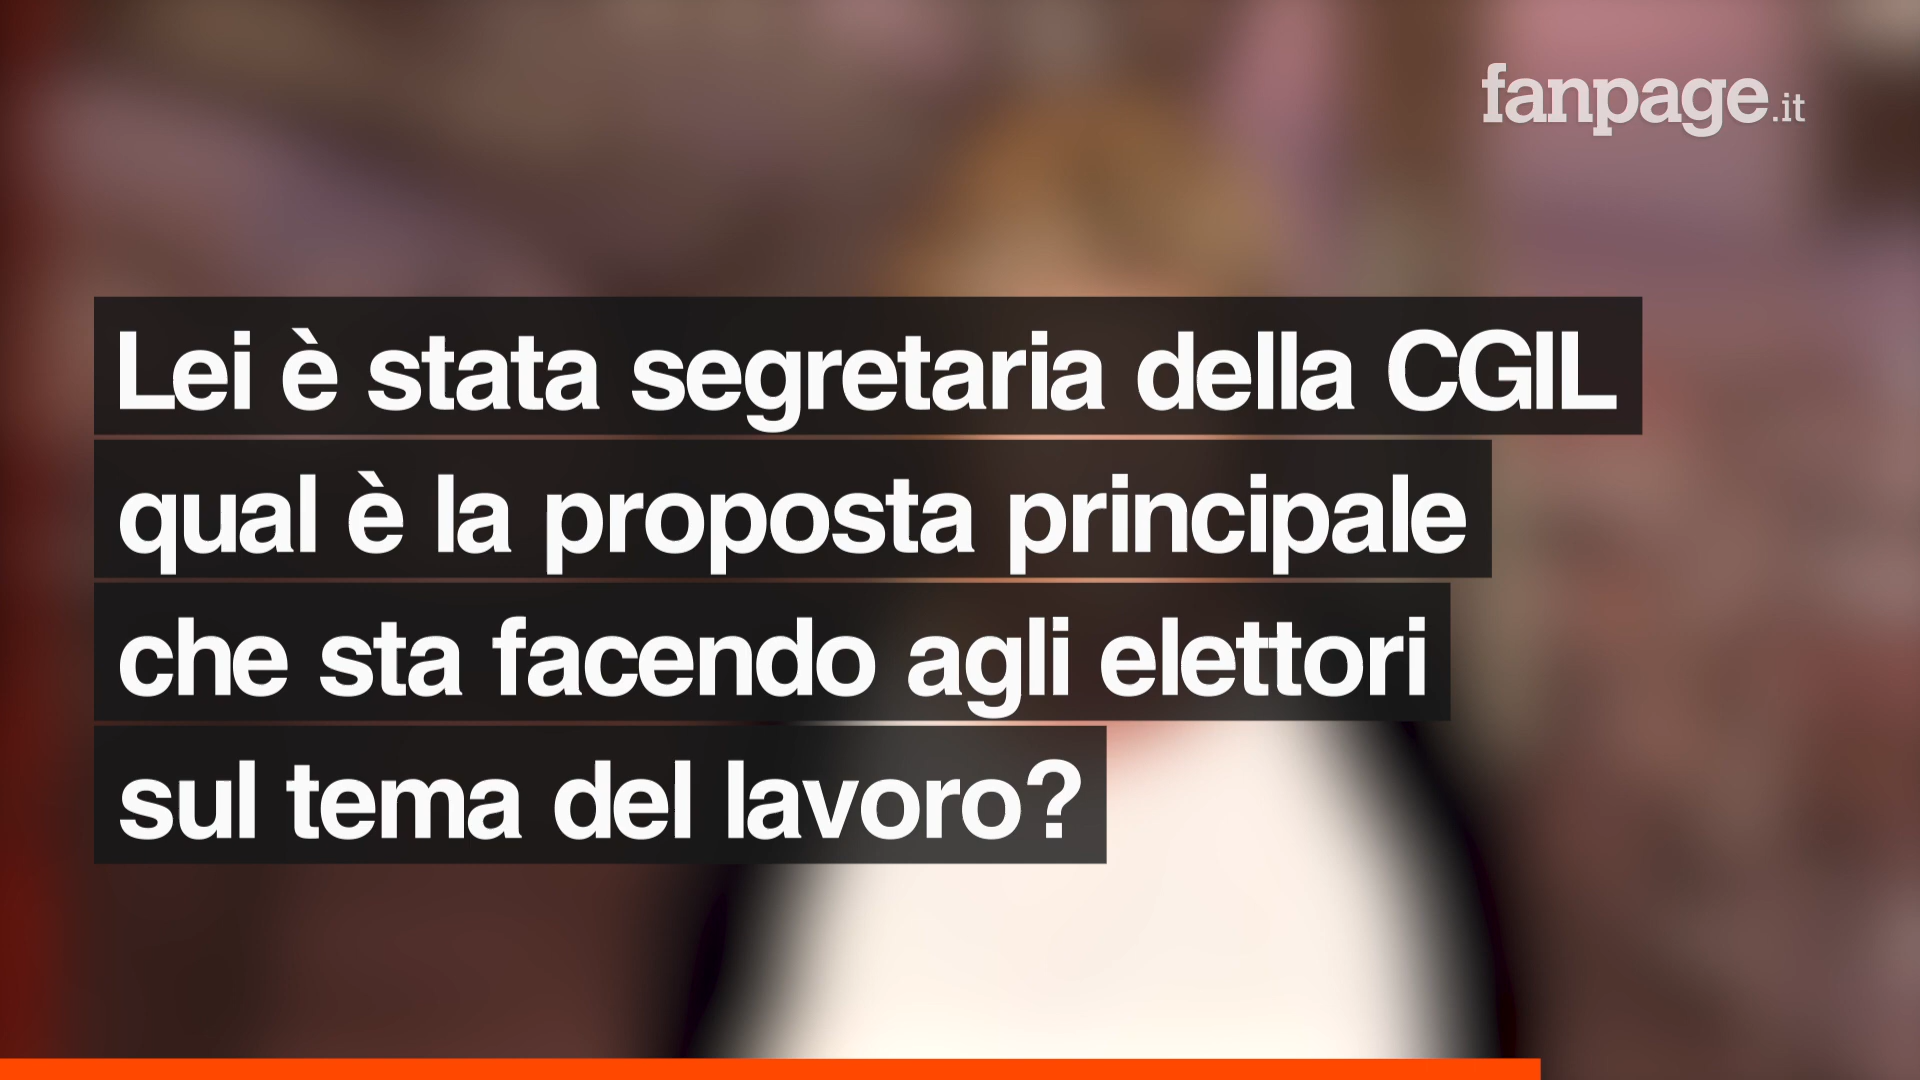 fanpage.it
Lei è stata segretaria della CGIL
qual è la proposta principale
che sta facendo agli elettori
sul tema del lavoro?